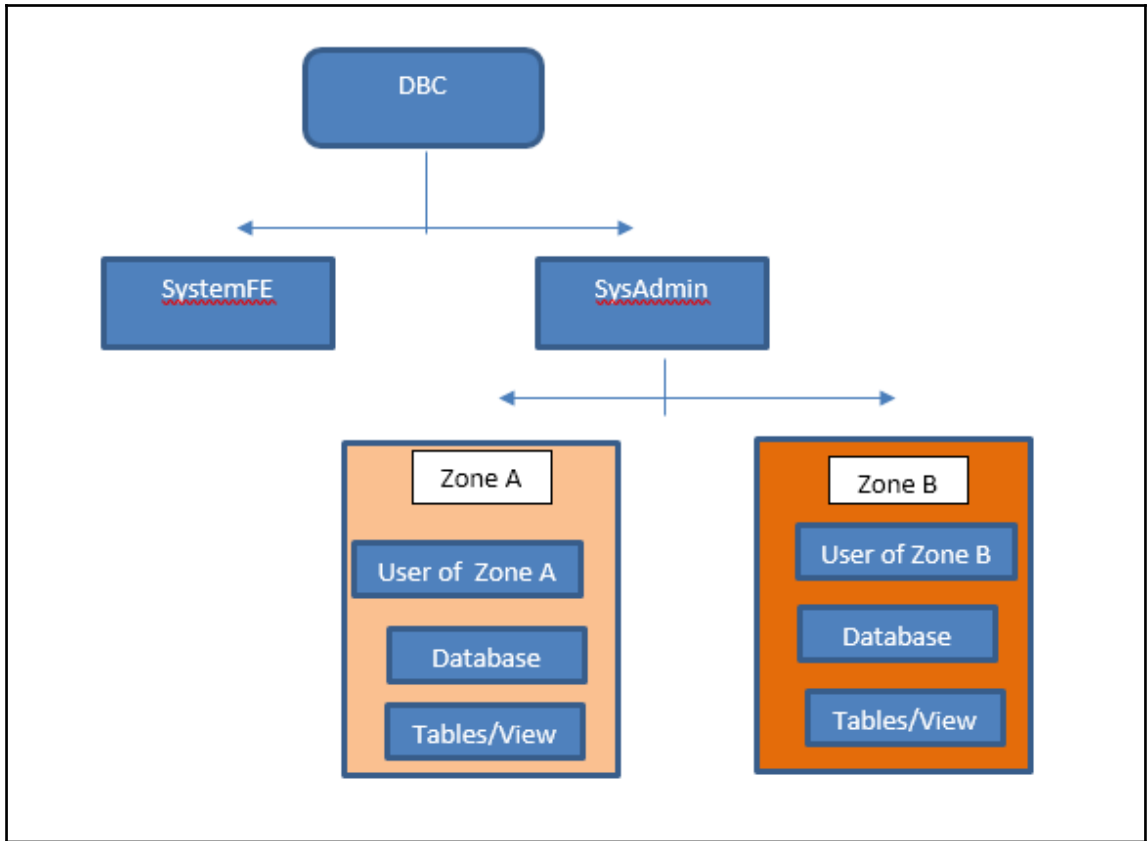 DBC
SystemFE
SysAdmin
Zone A
User of Zone A
Database
Tables/View
Zone B
User of Zone B
Database
Tables/View